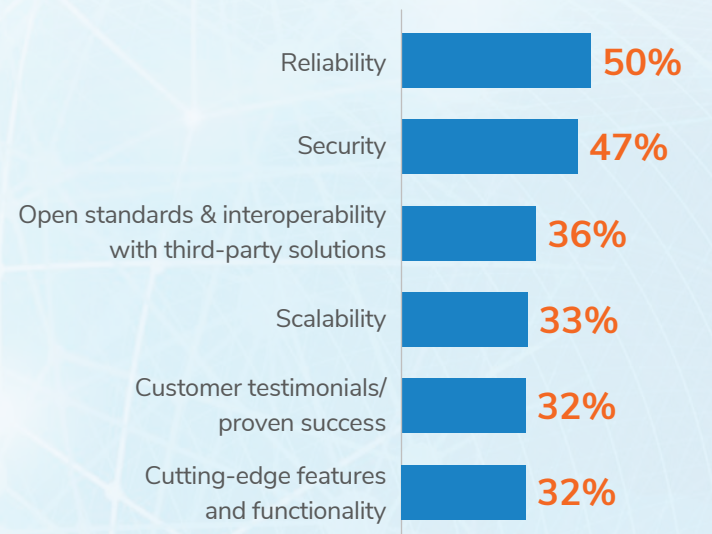 Reliability 50%
Security 47%
Open standards & interoperability
with third-party solutions 36%
Scalability 33%
Customer testimonials/
proven success 32%
Cutting-edge features
and functionality 32%